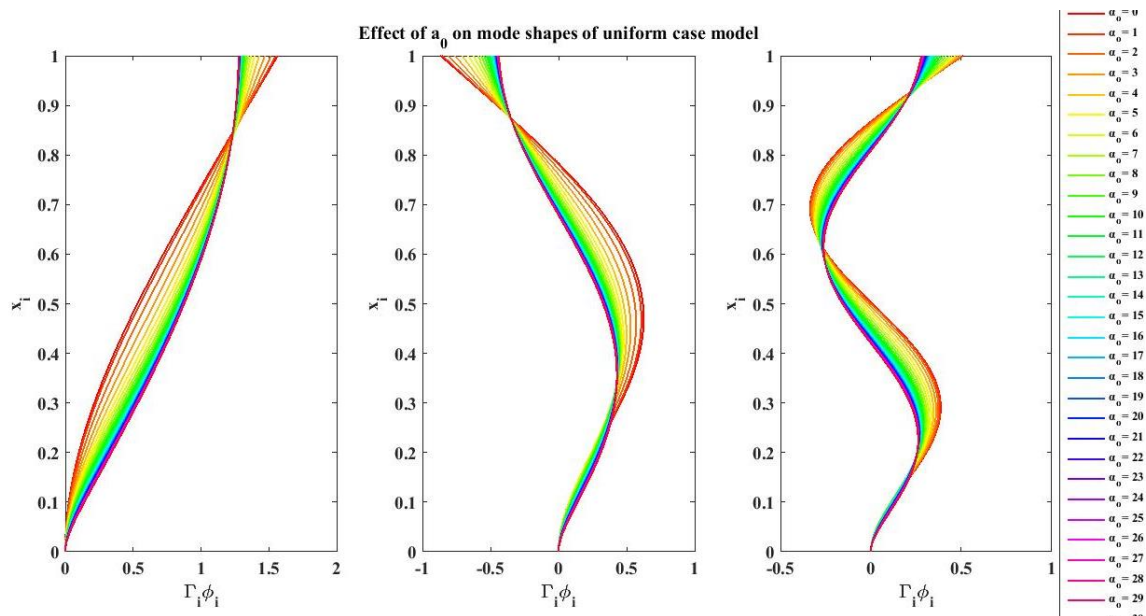 Effect of a₀ on mode shapes of uniform case model
1
0.9
0.8
0.7
0.6
0.5
0.4
0.3
0.2
0.1
0
xᵢ
0 0.5 1 1.5 2
Γᵢϕᵢ
1
0.9
0.8
0.7
0.6
0.5
0.4
0.3
0.2
0.1
0
xᵢ
-1 -0.5 0 0.5 1
Γᵢϕᵢ
1
0.9
0.8
0.7
0.6
0.5
0.4
0.3
0.2
0.1
0
xᵢ
-0.5 0 0.5 1
Γᵢϕᵢ
αₒ = 0
αₒ = 1
αₒ = 2
αₒ = 3
αₒ = 4
αₒ = 5
αₒ = 6
αₒ = 7
αₒ = 8
αₒ = 9
αₒ = 10
αₒ = 11
αₒ = 12
αₒ = 13
αₒ = 14
αₒ = 15
αₒ = 16
αₒ = 17
αₒ = 18
αₒ = 19
αₒ = 20
αₒ = 21
αₒ = 22
αₒ = 23
αₒ = 24
αₒ = 25
αₒ = 26
αₒ = 27
αₒ = 28
αₒ = 29